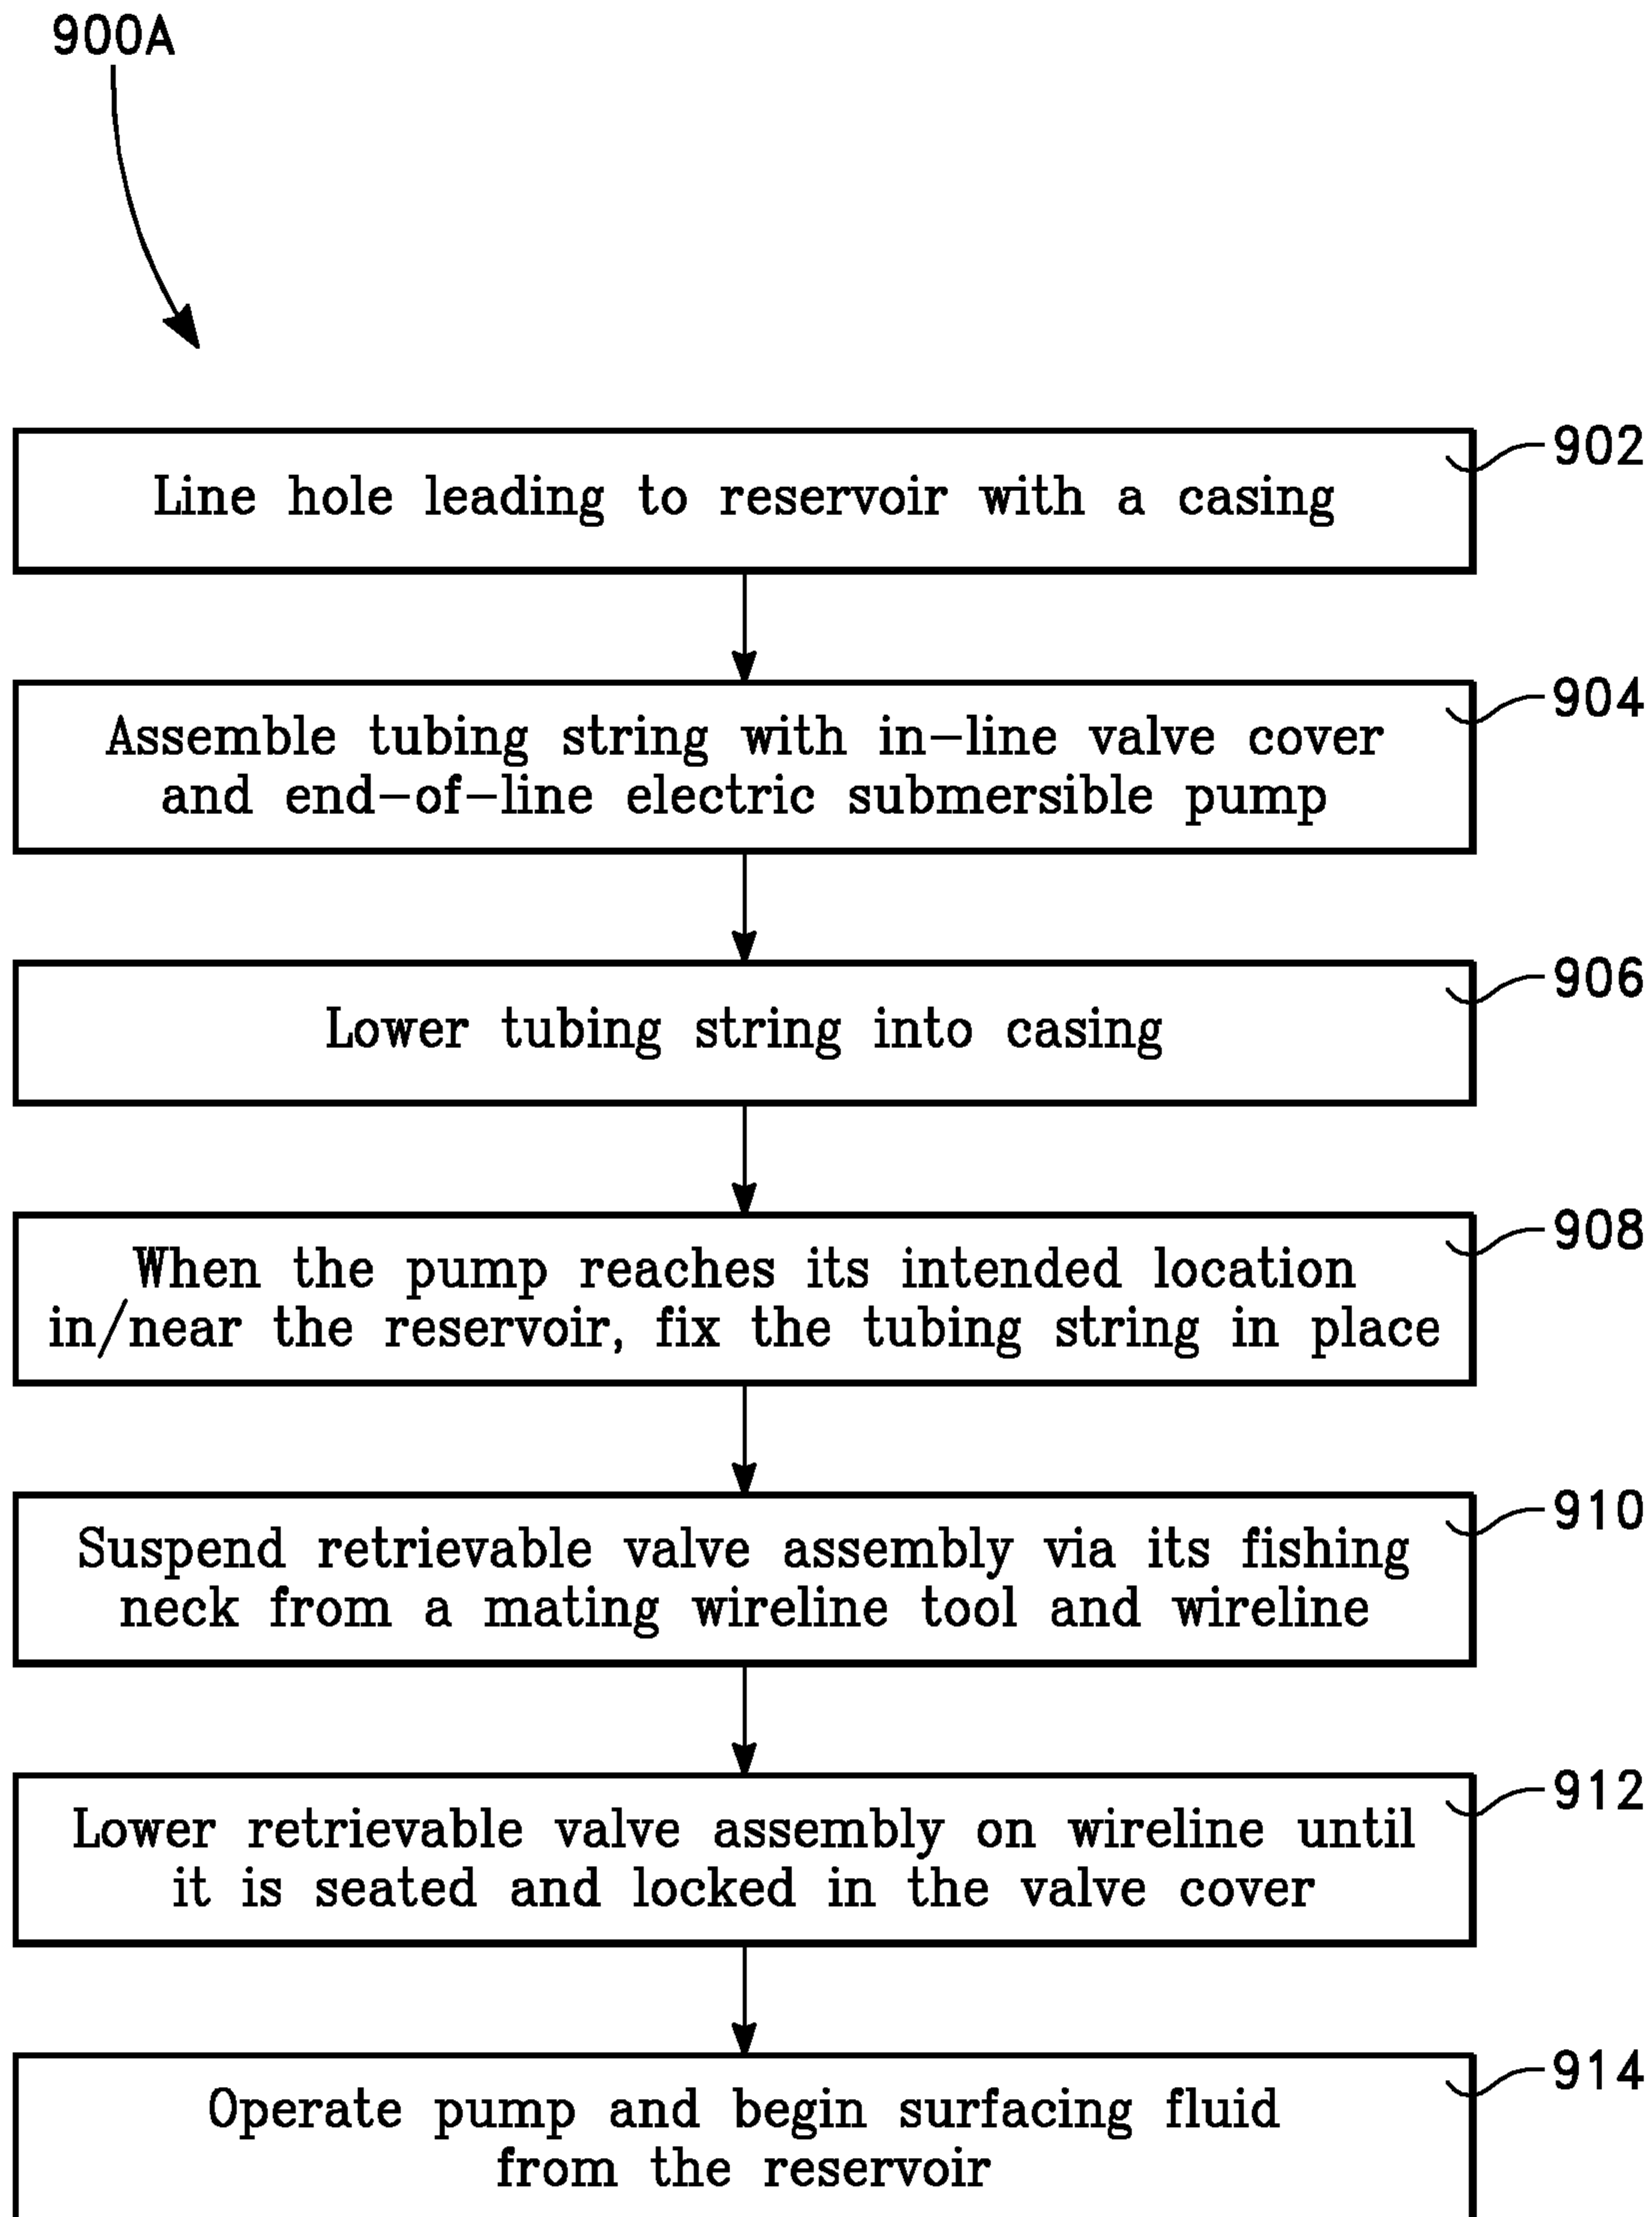 900A
902
Line hole leading to reservoir with a casing
904
Assemble tubing string with in-line valve cover
and end-of-line electric submersible pump
906
Lower tubing string into casing
908
When the pump reaches its intended location
in/near the reservoir, fix the tubing string in place
910
Suspend retrievable valve assembly via its fishing
neck from a mating wireline tool and wireline
912
Lower retrievable valve assembly on wireline until
it is seated and locked in the valve cover
914
Operate pump and begin surfacing fluid
from the reservoir